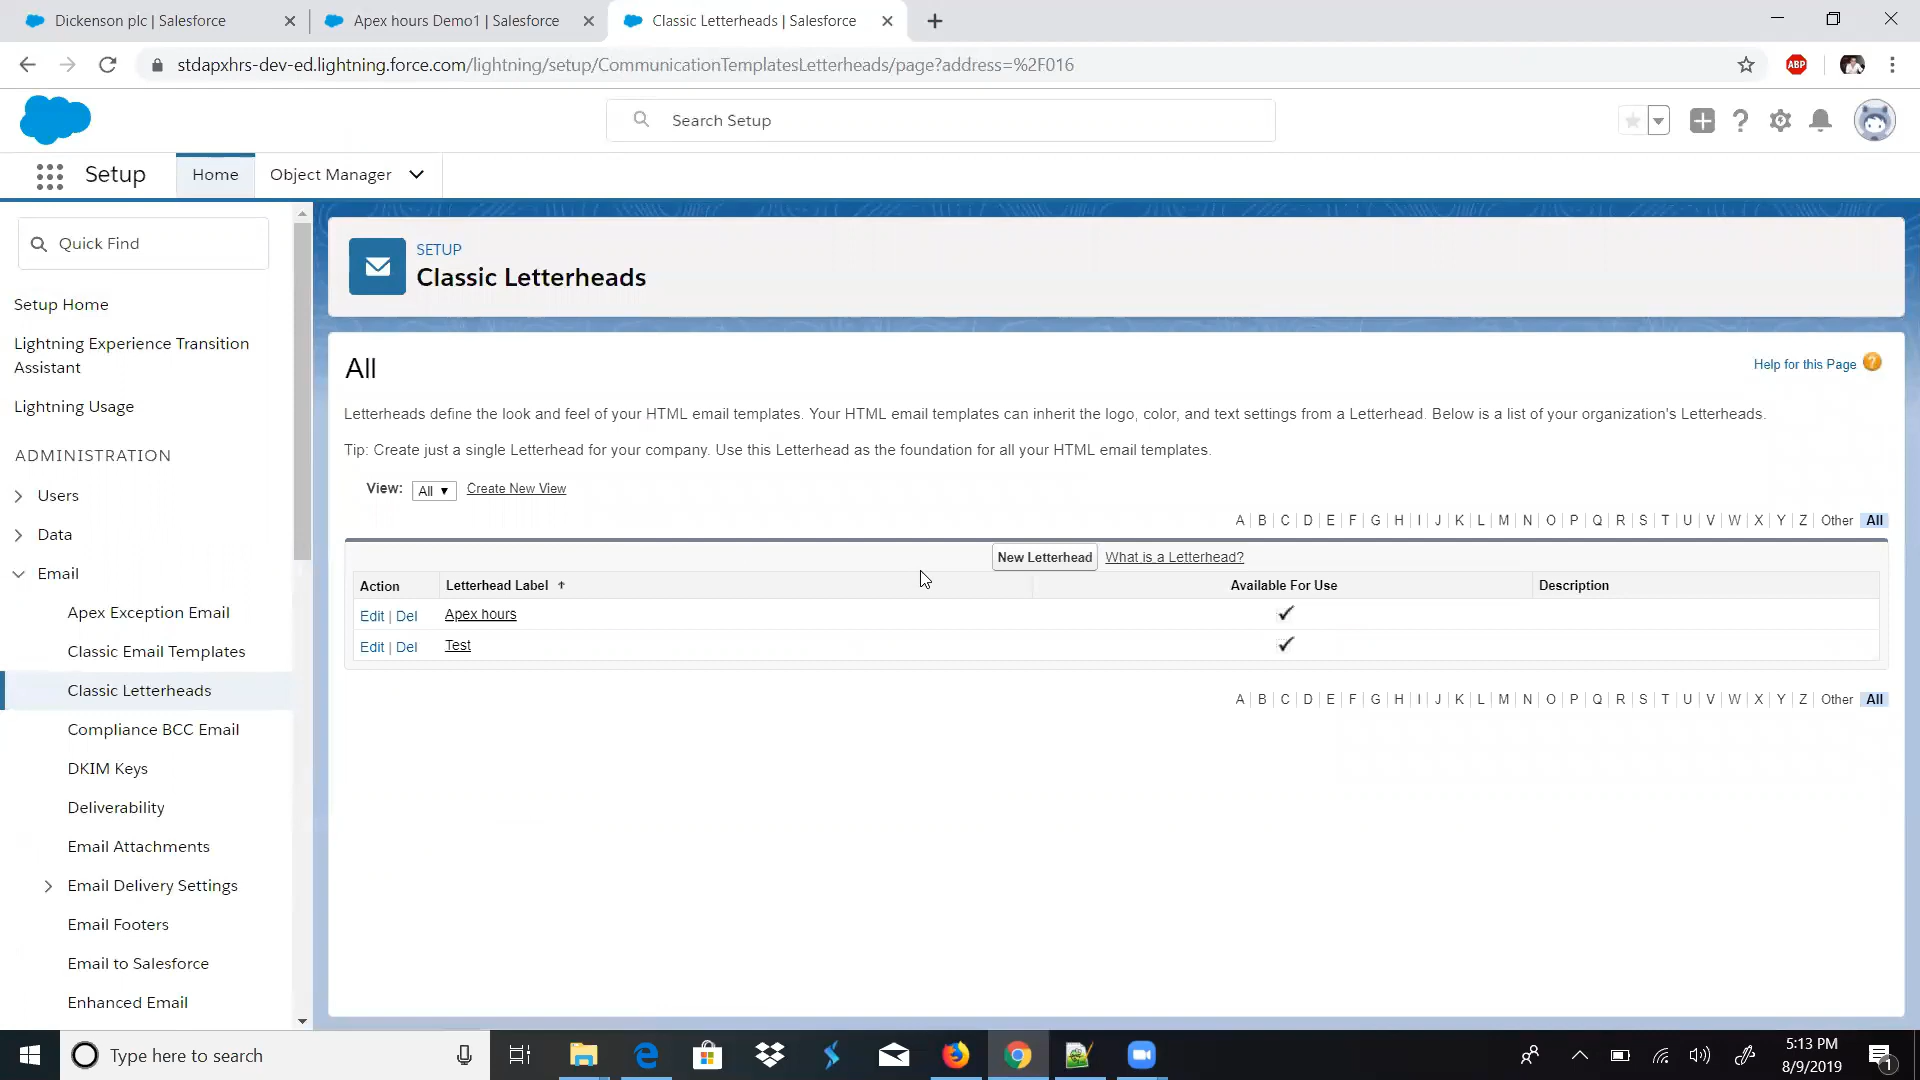 Dickenson plc | Salesforce
Apex hours Demo1 | Salesforce
Classic Letterheads | Salesforce
stdapxhrs-dev-ed.lightning.force.com/lightning/setup/CommunicationTemplatesLetterheads/page?address=%2F016
ABP
Search Setup
Setup
Home
Object Manager
Quick Find
Setup Home
Lightning Experience Transition
Assistant
Lightning Usage
ADMINISTRATION
Users
Data
Email
Apex Exception Email
Classic Email Templates
Classic Letterheads
Compliance BCC Email
DKIM Keys
Deliverability
Email Attachments
Email Delivery Settings
Email Footers
Email to Salesforce
Enhanced Email
SETUP
Classic Letterheads
All
Help for this Page ?
Letterheads define the look and feel of your HTML email templates. Your HTML email templates can inherit the logo, color, and text settings from a Letterhead. Below is a list of your organization's Letterheads.
Tip: Create just a single Letterhead for your company. Use this Letterhead as the foundation for all your HTML email templates.
View: All Create New View
A | B | C | D | E | F | G | H | I | J | K | L | M | N | O | P | Q | R | S | T | U | V | W | X | Y | Z | Other All
New Letterhead What is a Letterhead?
Action Letterhead Label Available For Use Description
Edit | Del Apex hours
Edit | Del Test
A | B | C | D | E | F | G | H | I | J | K | L | M | N | O | P | Q | R | S | T | U | V | W | X | Y | Z | Other All
Type here to search
5:13 PM
8/9/2019
1